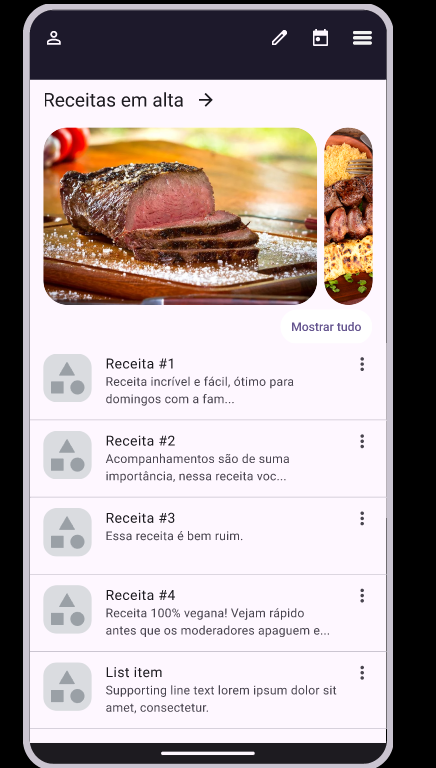 Receitas em alta
Mostrar tudo
Receita #1
Receita incrível e fácil, ótimo para
domingos com a fam...
Receita #2
Acompanhamentos são de suma
importância, nessa receita voc...
Receita #3
Essa receita é bem ruim.
Receita #4
Receita 100% vegana! Vejam rápido
antes que os moderadores apaguem e...
List item
Supporting line text lorem ipsum dolor sit
amet, consectetur.